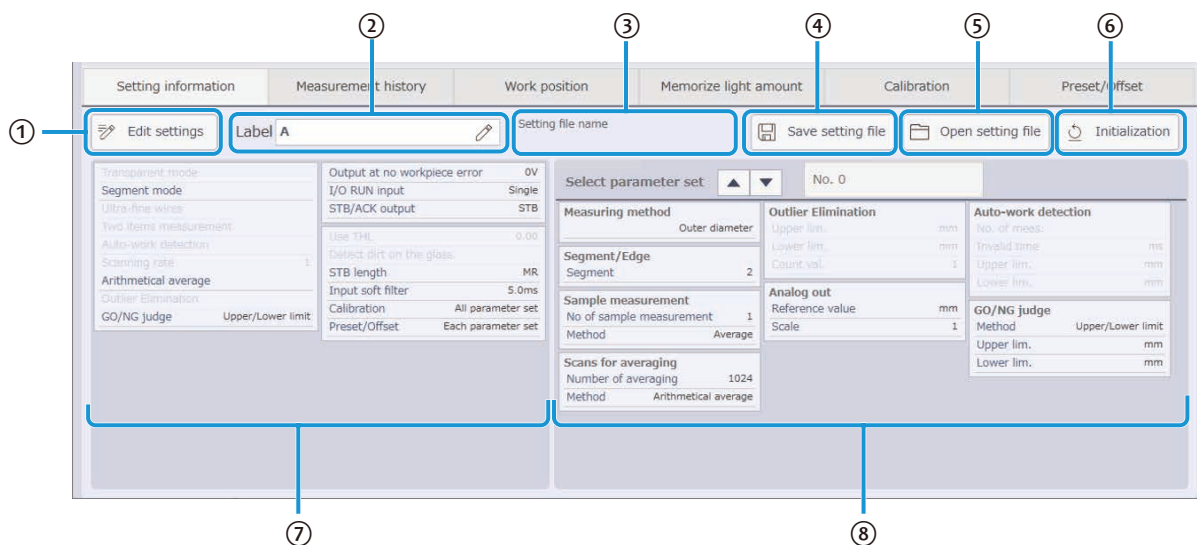 ② ③ ④ ⑤ ⑥
Setting information Measurement history Work position Memorize light amount Calibration Preset/Offset
① Edit settings Label A Setting file name Save setting file Open setting file Initialization
Transparent mode
Segment mode
Ultra-fine wires
Two items measurement
Auto-work detection
Scanning rate 1
Arithmetical average
Outlier Elimination
GO/NG judge Upper/Lower limit
Output at no workpiece error 0V
I/O RUN input Single
STB/ACK output STB
Use THL 0.00
Detect dirt on the glass.
STB length MR
Input soft filter 5.0ms
Calibration All parameter set
Preset/Offset Each parameter set
Select parameter set ▲ ▼ No. 0
Measuring method
Outer diameter
Segment/Edge
Segment 2
Sample measurement
No of sample measurement 1
Method Average
Scans for averaging
Number of averaging 1024
Method Arithmetical average
Outlier Elimination
Upper lim. mm
Lower lim. mm
Count val. 1
Analog out
Reference value mm
Scale 1
Auto-work detection
No. of meas.
Invalid time ms
Upper lim. mm
Lower lim. mm
GO/NG judge
Method Upper/Lower limit
Upper lim. mm
Lower lim. mm
⑦ ⑧